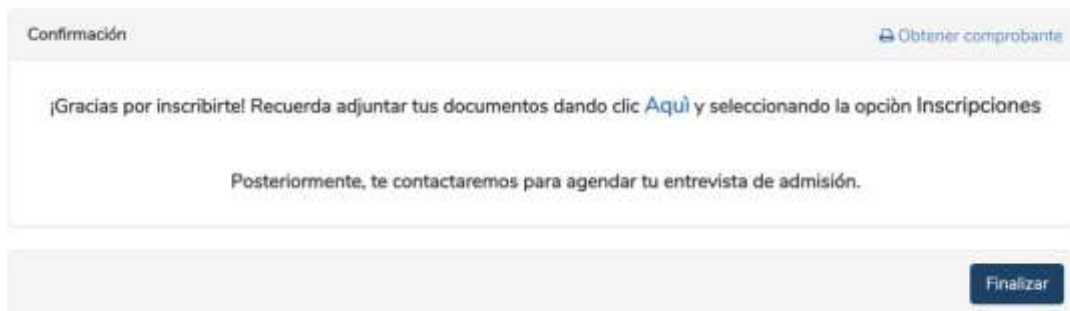 Confirmación
Obtener comprobante
¡Gracias por inscribirte! Recuerda adjuntar tus documentos dando clic Aquì y seleccionando la opciòn Inscripciones
Posteriormente, te contactaremos para agendar tu entrevista de admisión.
Finalizar